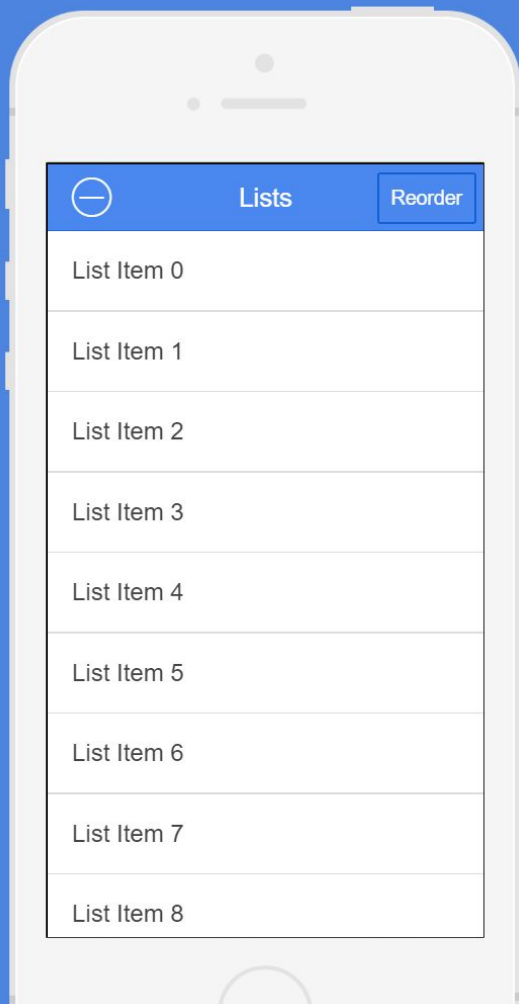 Lists Reorder
List Item 0
List Item 1
List Item 2
List Item 3
List Item 4
List Item 5
List Item 6
List Item 7
List Item 8